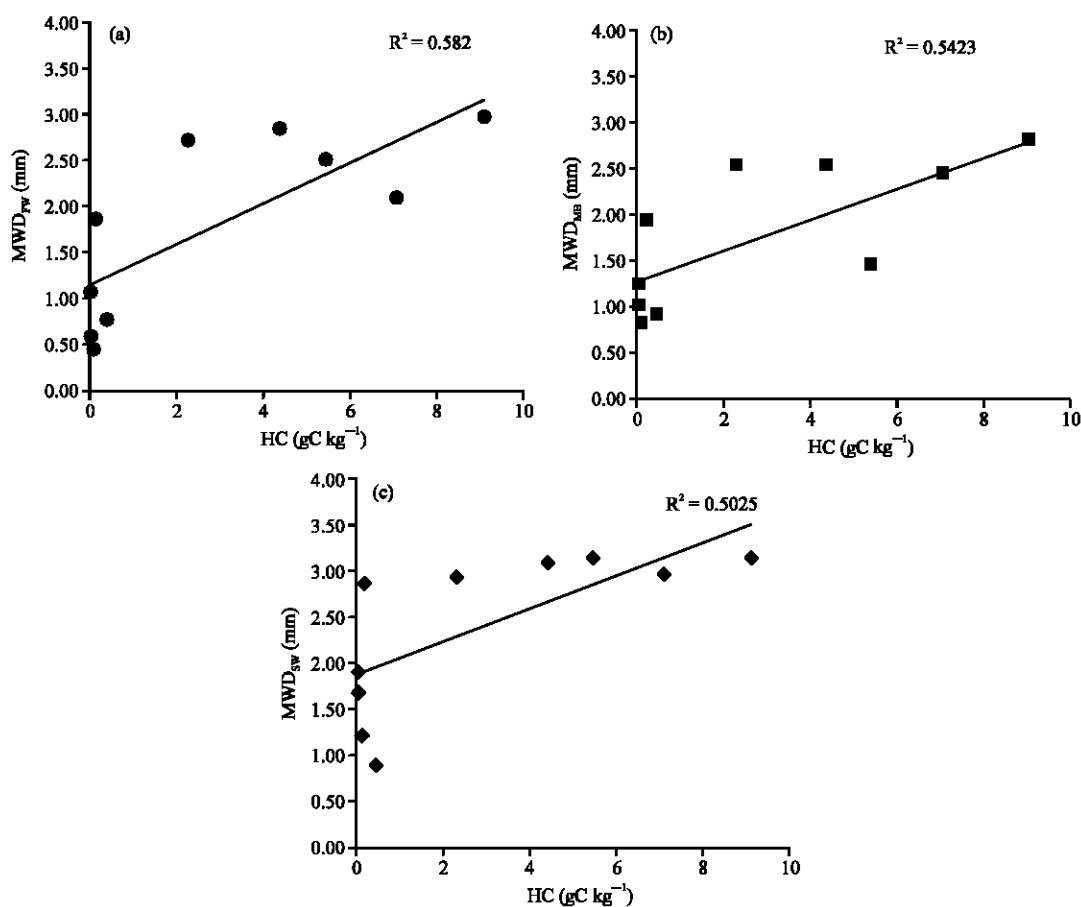 (a)
R² = 0.582
4.00
3.50
3.00
2.50
2.00
1.50
1.00
0.50
0.00
MWD_FW (mm)
0 2 4 6 8 10
HC (gC kg⁻¹)
(b)
R² = 0.5423
4.00
3.50
3.00
2.50
2.00
1.50
1.00
0.50
0.00
MWD_MB (mm)
0 2 4 6 8 10
HC (gC kg⁻¹)
(c)
R² = 0.5025
4.00
3.50
3.00
2.50
2.00
1.50
1.00
0.50
0.00
MWD_SW (mm)
0 2 4 6 8 10
HC (gC kg⁻¹)